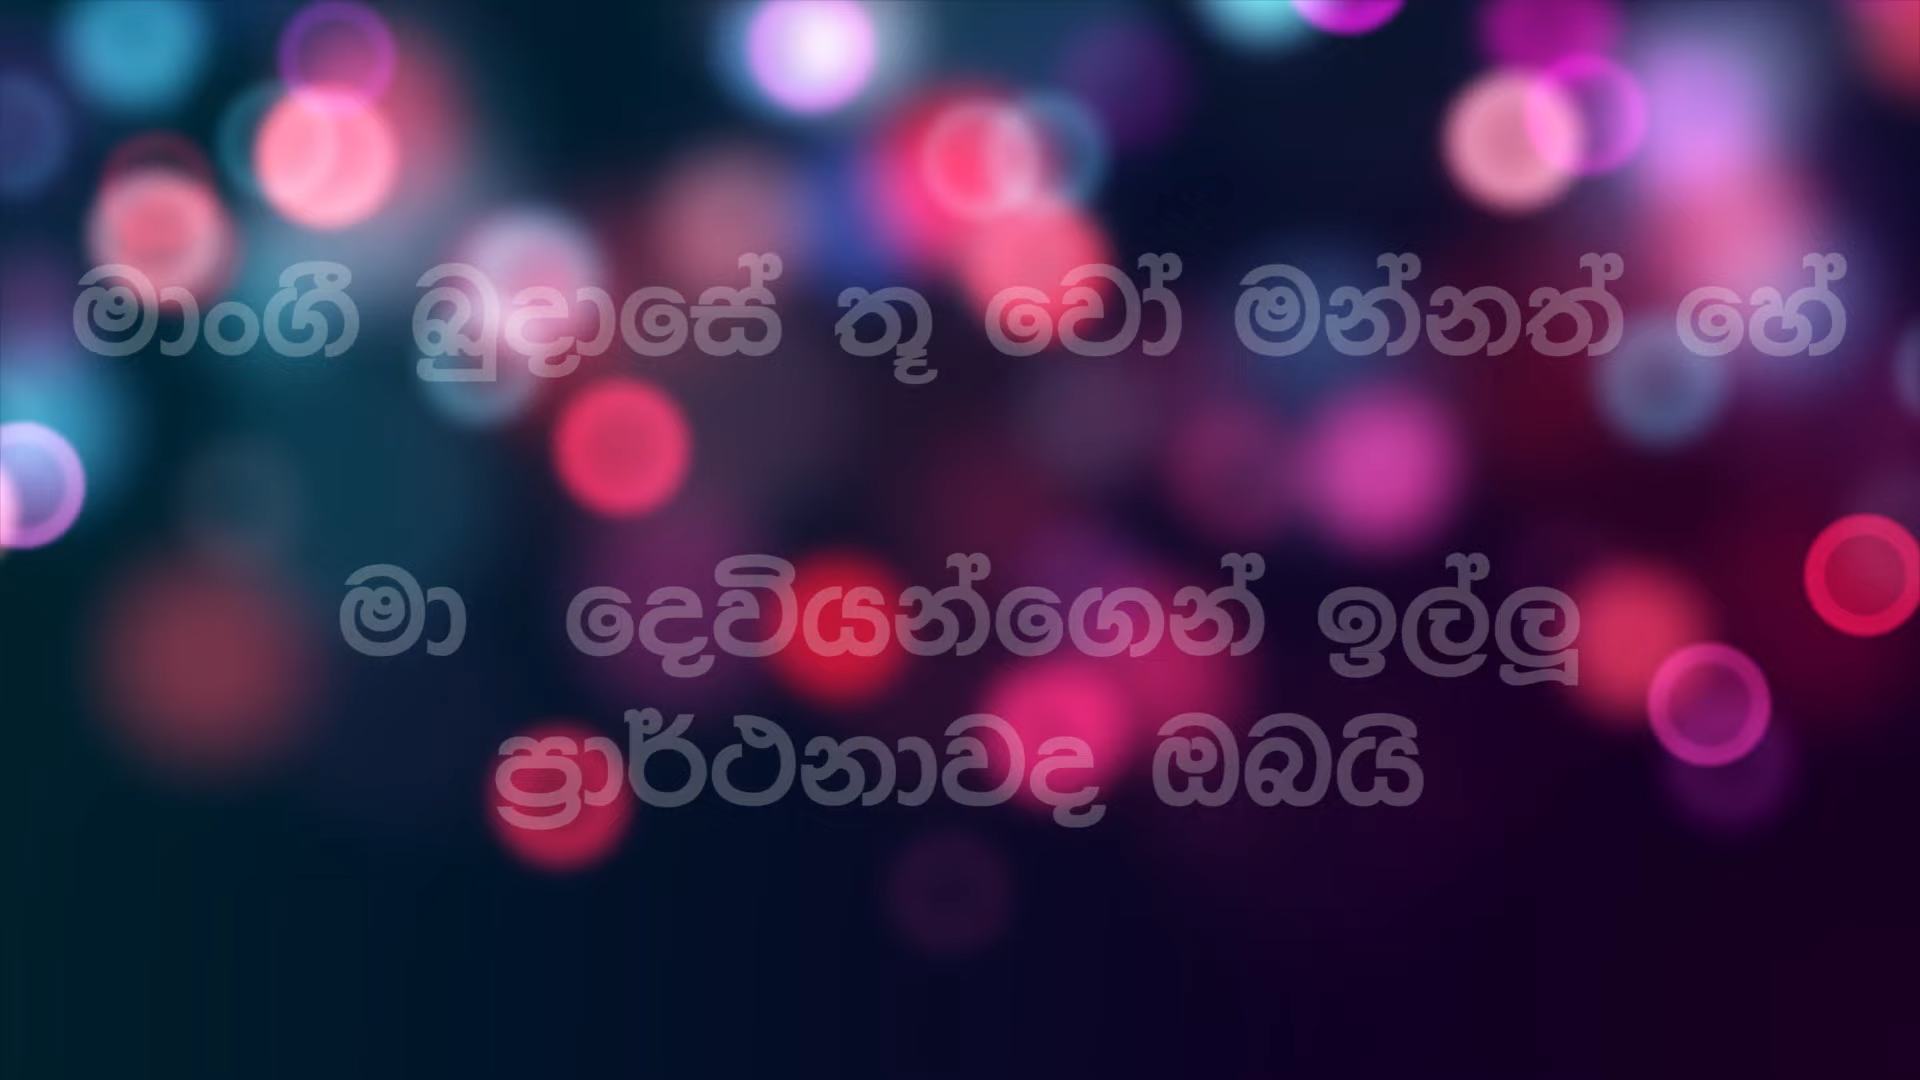 මාංගී ඛුදාසේ තූ වෝ මන්නත් හේ
මා දෙවියන්ගෙන් ඉල්ලූ
ප්‍රාර්ථනාවද ඔබයි